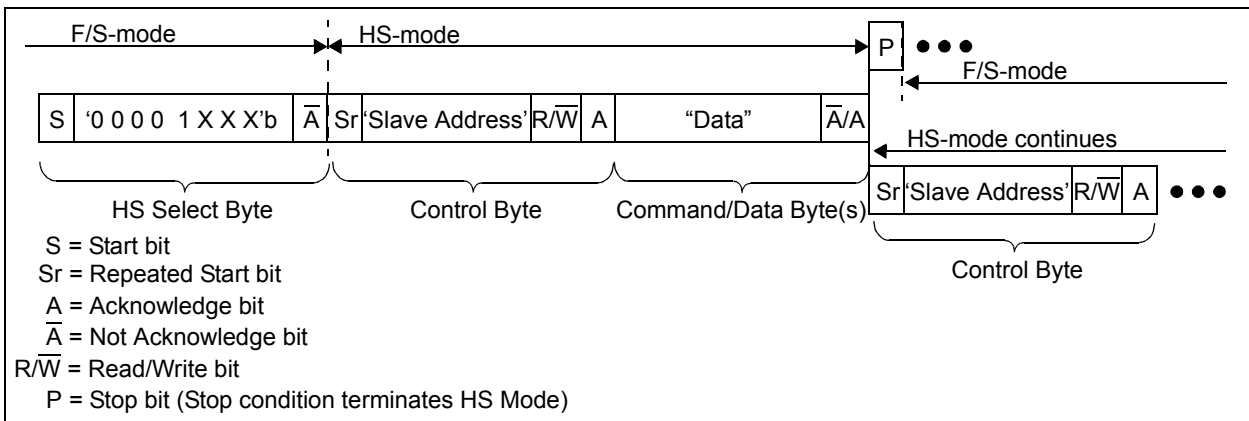 F/S-mode HS-mode P
F/S-mode
S ‘0 0 0 0 1 X X X’b A̅ Sr ‘Slave Address’ R/W̅ A “Data” A̅/A
HS-mode continues
Sr ‘Slave Address’ R/W̅ A
HS Select Byte Control Byte Command/Data Byte(s)
Control Byte
S = Start bit
Sr = Repeated Start bit
A = Acknowledge bit
A̅ = Not Acknowledge bit
R/W̅ = Read/Write bit
P = Stop bit (Stop condition terminates HS Mode)